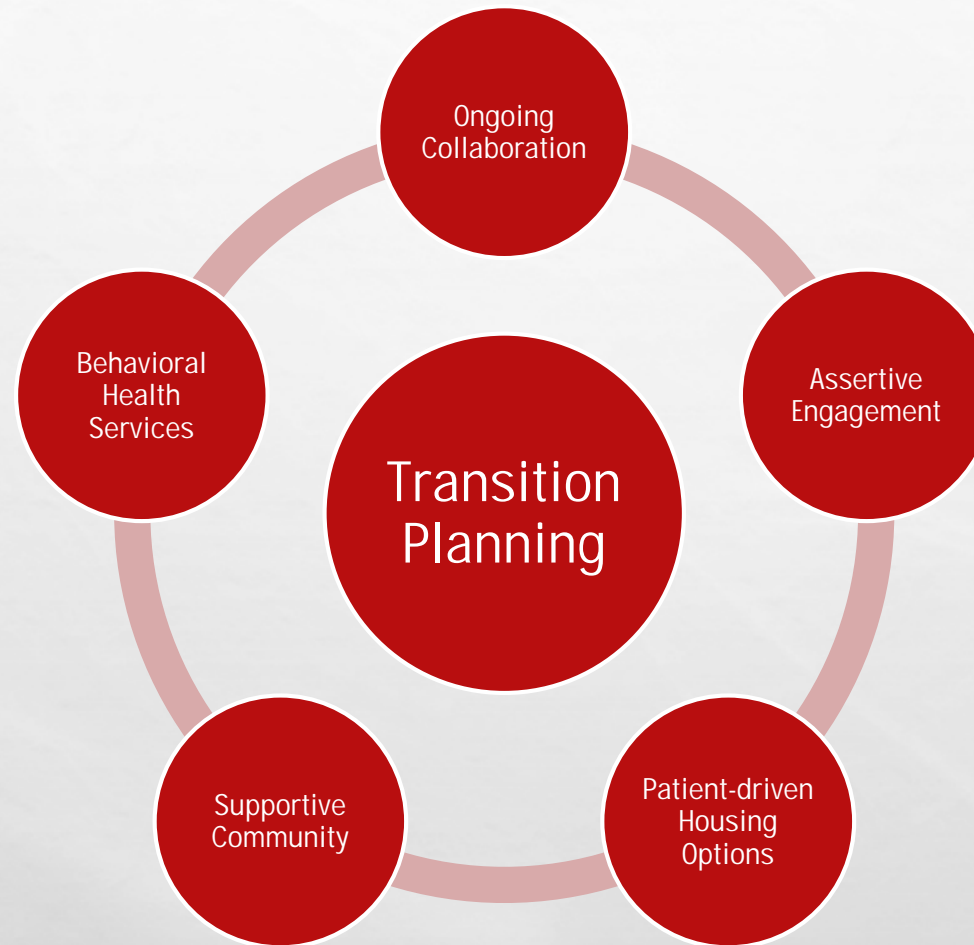 Ongoing
Collaboration
Assertive
Engagement
Patient-driven
Housing
Options
Supportive
Community
Behavioral
Health
Services
Transition
Planning